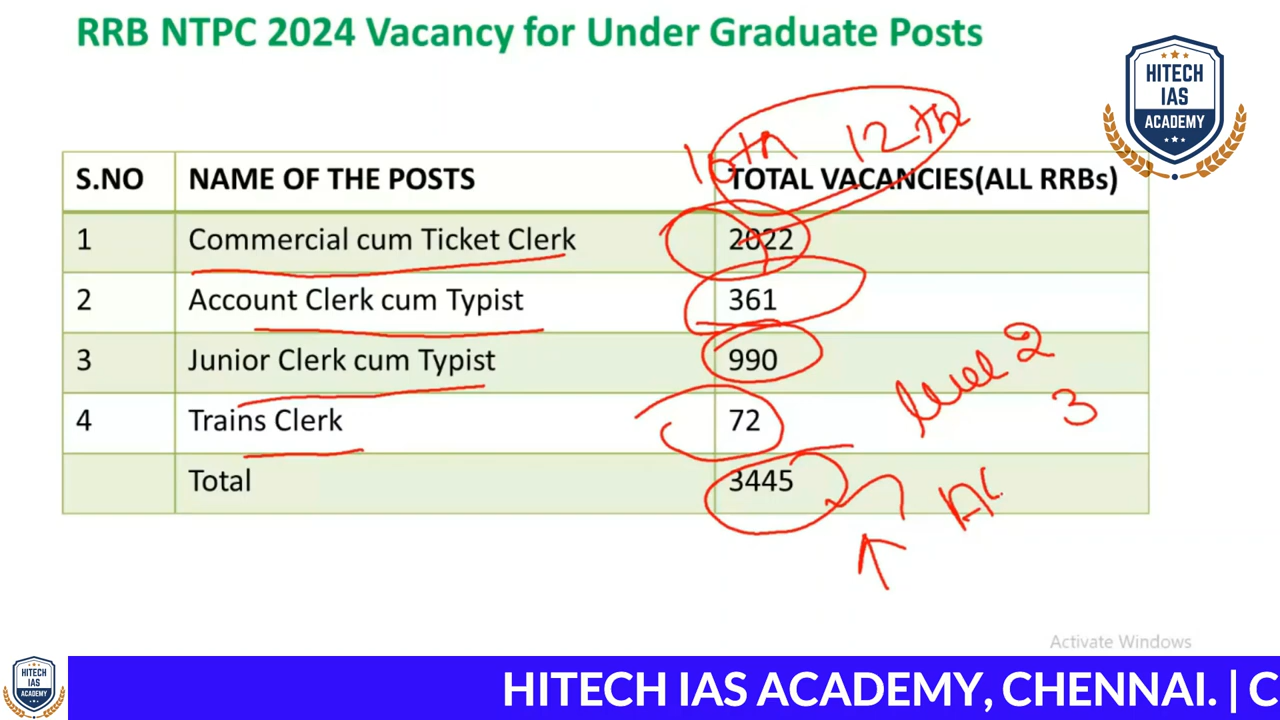 RRB NTPC 2024 Vacancy for Under Graduate Posts
HITECH
IAS
ACADEMY
10th 12th
S.NO NAME OF THE POSTS TOTAL VACANCIES(ALL RRBs)
1 Commercial cum Ticket Clerk 2022
2 Account Clerk cum Typist 361
3 Junior Clerk cum Typist 990
level 2
3
4 Trains Clerk 72
Total 3445
Activate Windows
HITECH
IAS
ACADEMY
HITECH IAS ACADEMY, CHENNAI. | C